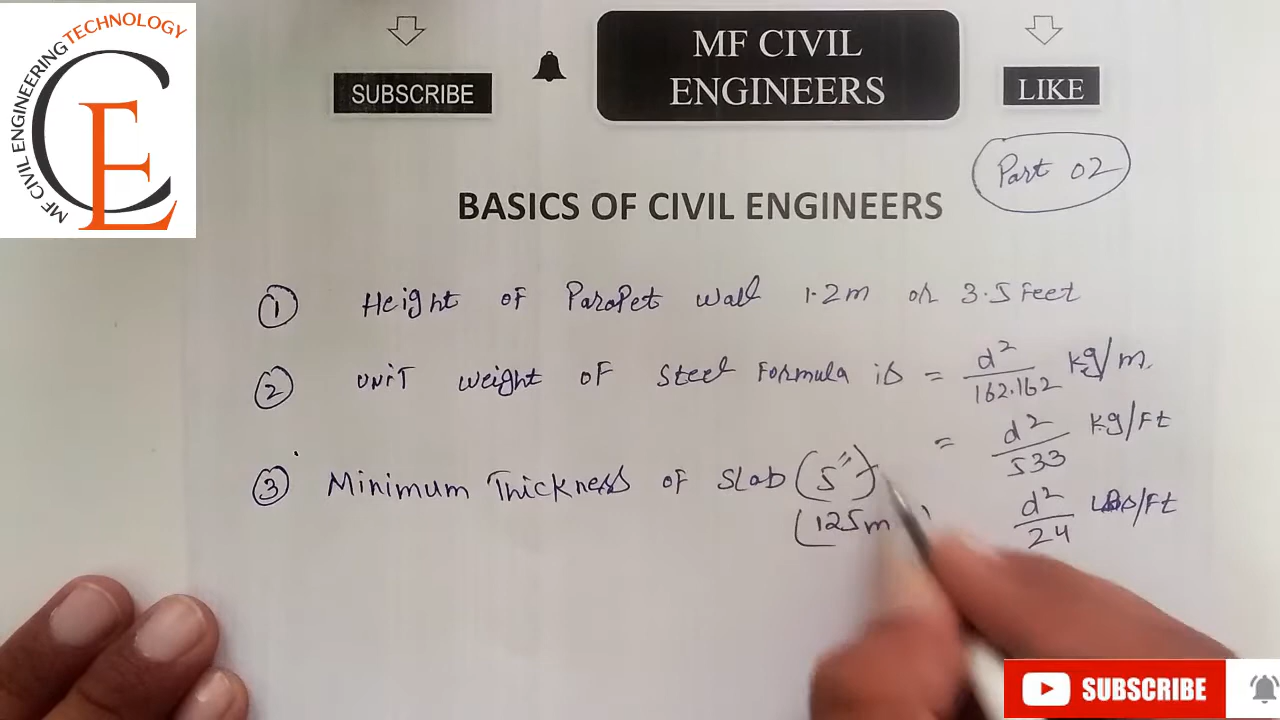 MF CIVIL ENGINEERING TECHNOLOGY
CE
SUBSCRIBE
MF CIVIL
ENGINEERS
LIKE
Part 02
BASICS OF CIVIL ENGINEERS
① Height of Parapet wall 1.2m or 3.5 Feet
② UNIT weight of Steel Formula is = d²/162.162 kg/m.
= d²/533 kg/Ft
③ Minimum Thickness of Slab (5")
(125m
d²/24 LBs/Ft
SUBSCRIBE